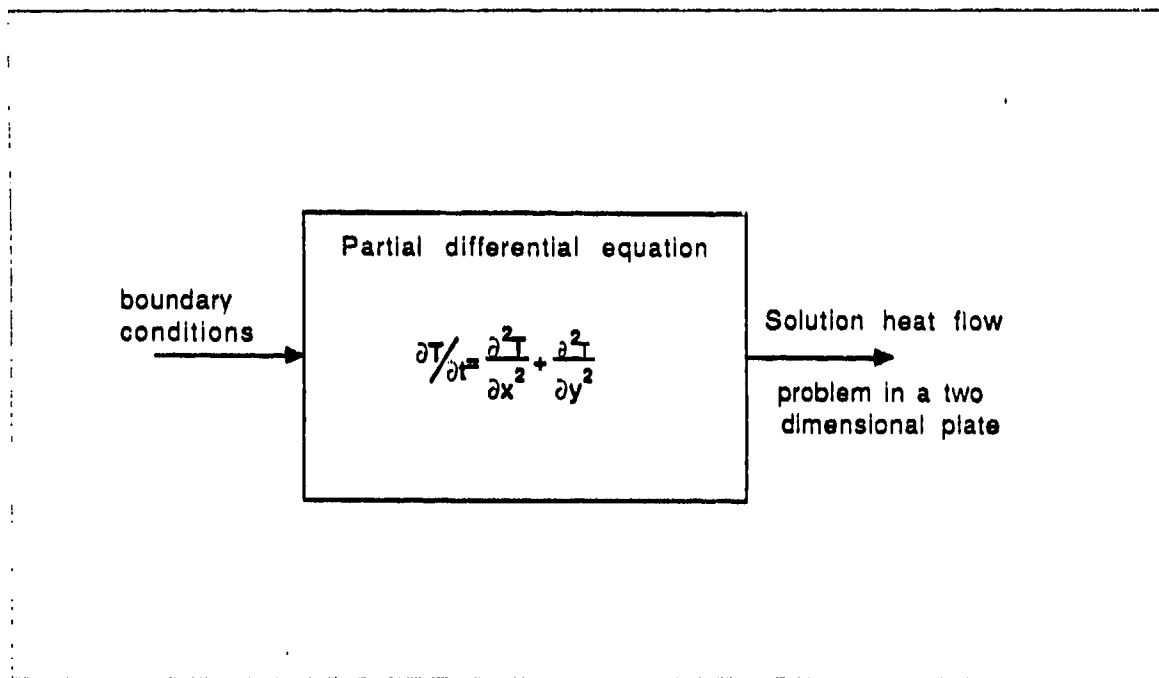 Partial differential equation
boundary
conditions
∂T/∂t= ∂²T/∂x² + ∂²T/∂y²
Solution heat flow
problem in a two
dimensional plate